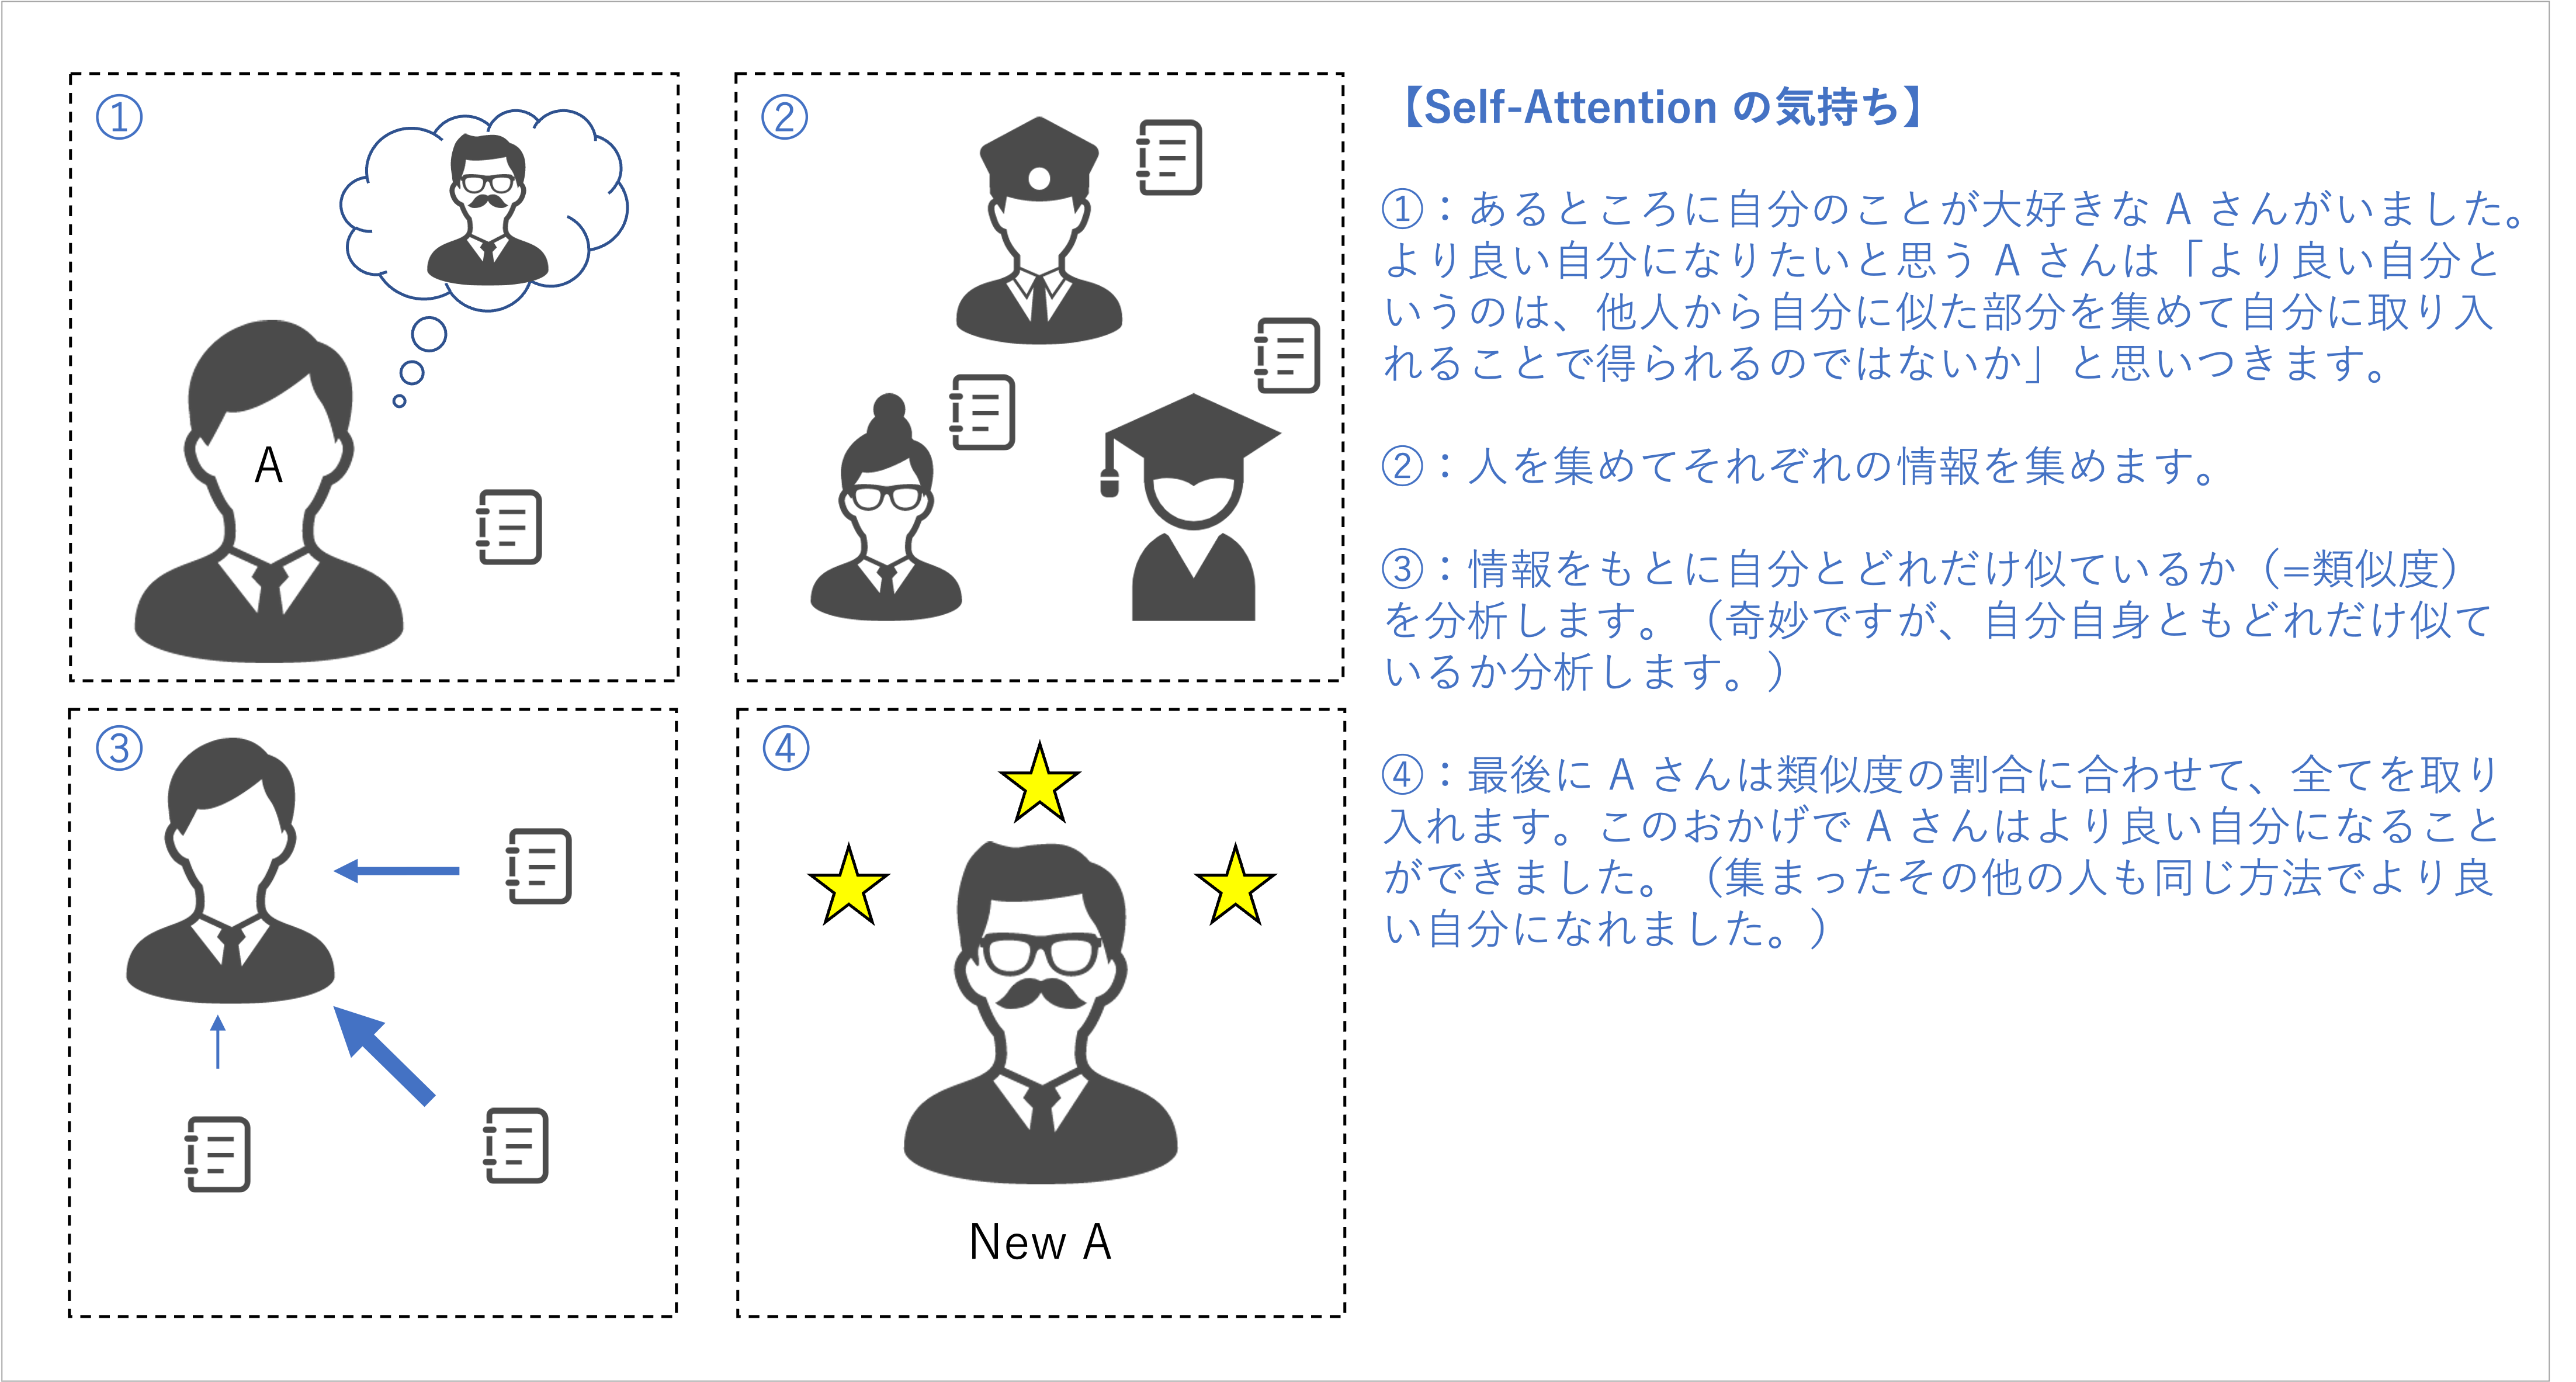 ①
A
②
③
④
New A
【Self-Attention の気持ち】
①：あるところに自分のことが大好きな A さんがいました。
より良い自分になりたいと思う A さんは「より良い自分と
いうのは、他人から自分に似た部分を集めて自分に取り入
れることで得られるのではないか」と思いつきます。
②：人を集めてそれぞれの情報を集めます。
③：情報をもとに自分とどれだけ似ているか（=類似度）
を分析します。（奇妙ですが、自分自身ともどれだけ似て
いるか分析します。）
④：最後に A さんは類似度の割合に合わせて、全てを取り
入れます。このおかげで A さんはより良い自分になること
ができました。（集まったその他の人も同じ方法でより良
い自分になれました。）